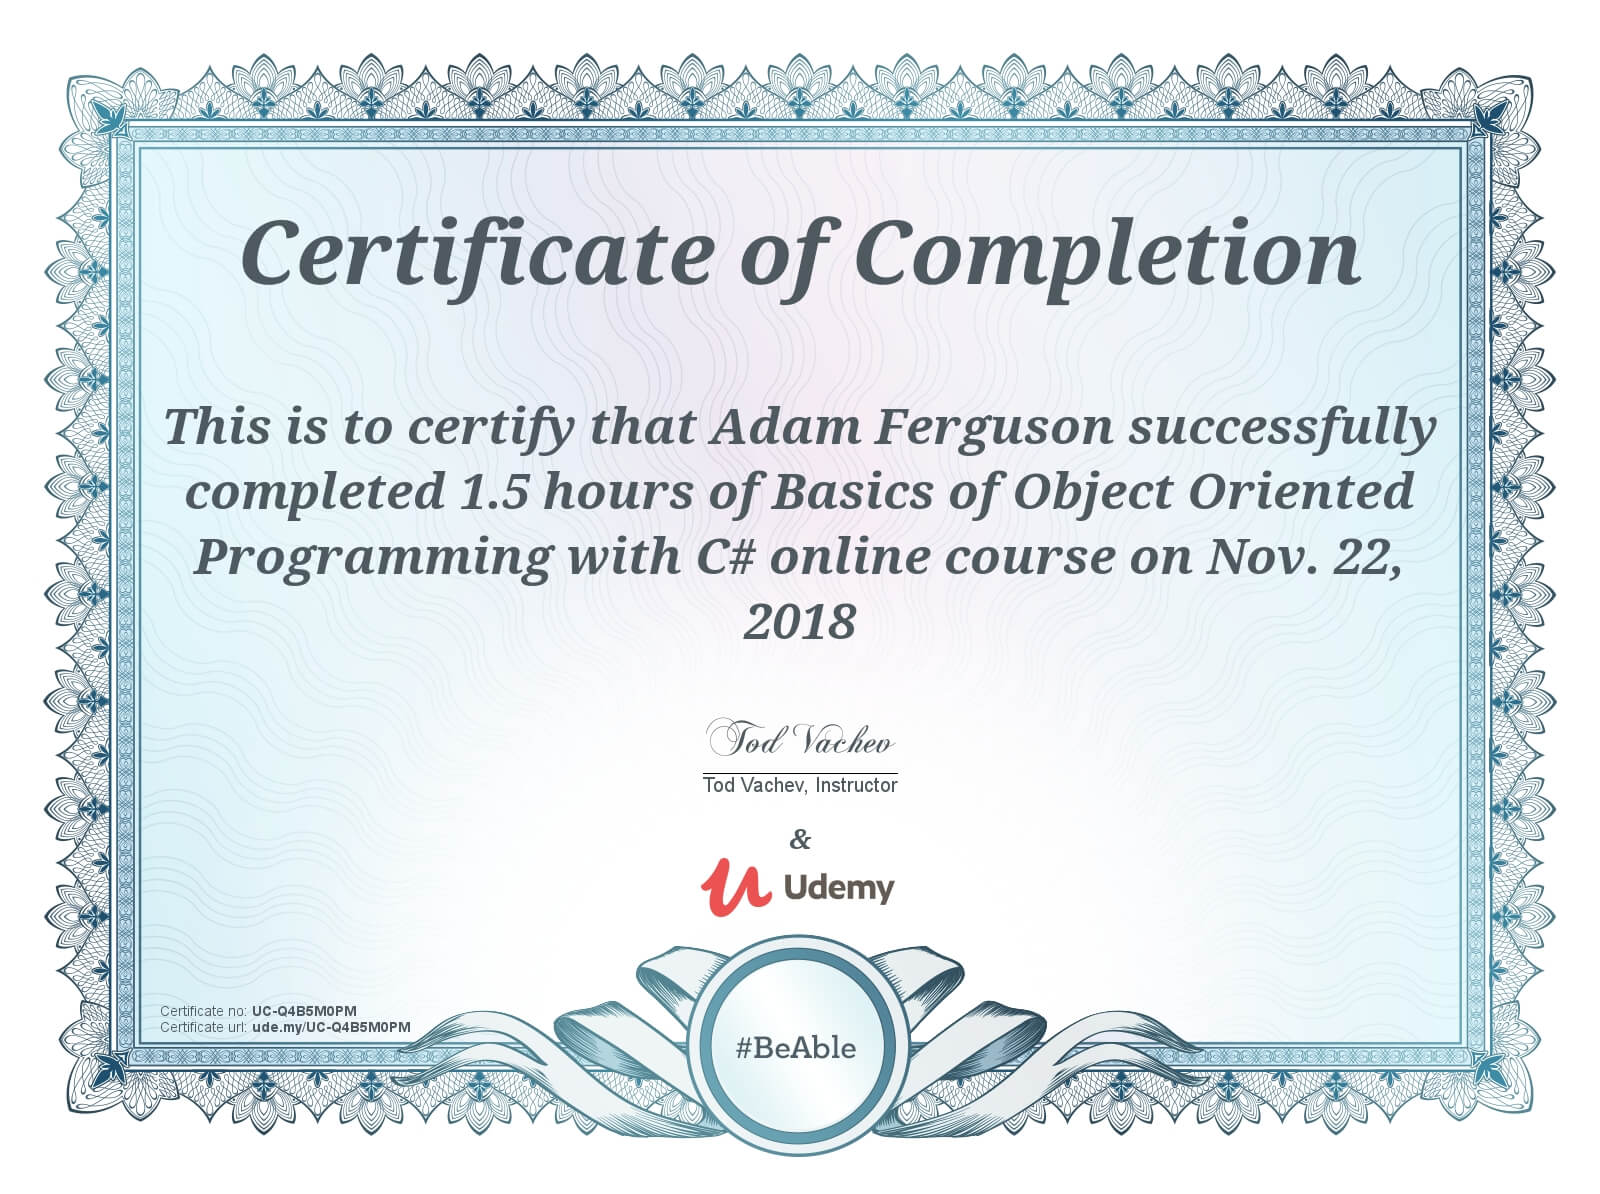 Certificate of Completion
This is to certify that Adam Ferguson successfully
completed 1.5 hours of Basics of Object Oriented
Programming with C# online course on Nov. 22,
2018
Tod Vachev
Tod Vachev, Instructor
&
Udemy
Certificate no: UC-Q4B5M0PM
Certificate url: ude.my/UC-Q4B5M0PM
#BeAble